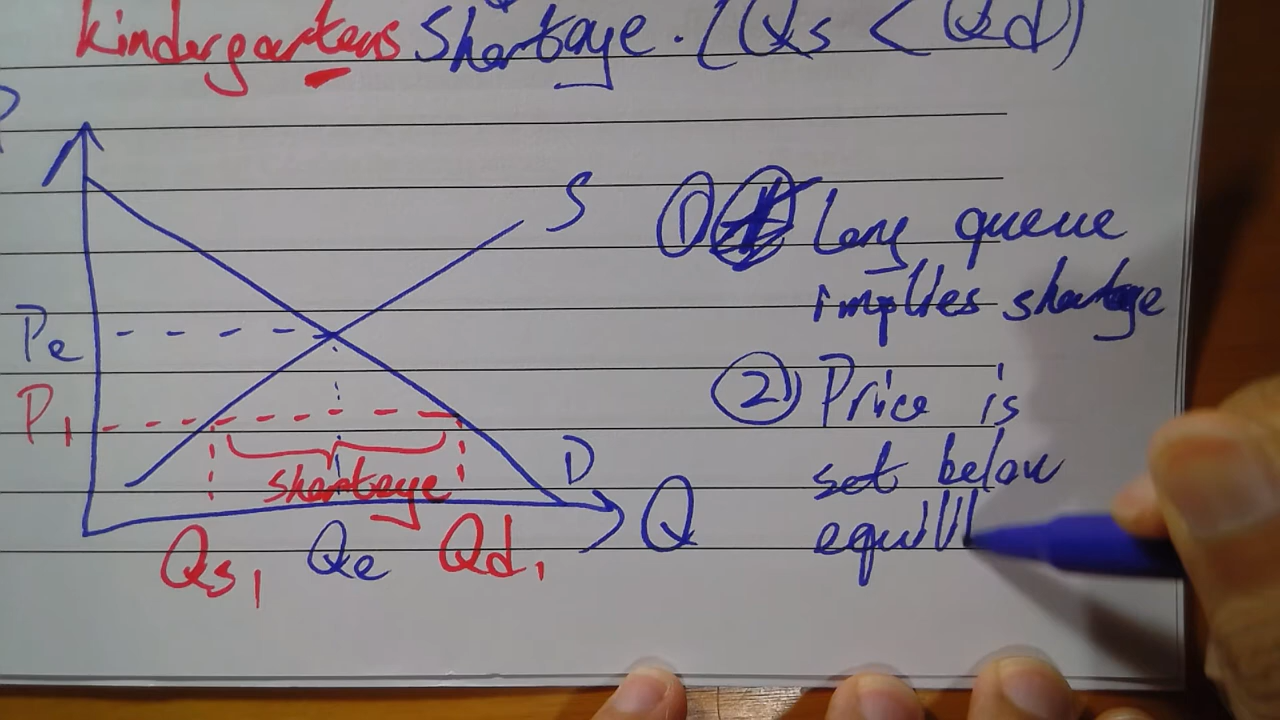 Kindergartens Shortage. (Qs < Qd)
P
S
① Long queue
implies shortage
Pe
② Price is
P1
set below
D
shortage
Q
equilib
Qs1 Qe Qd1